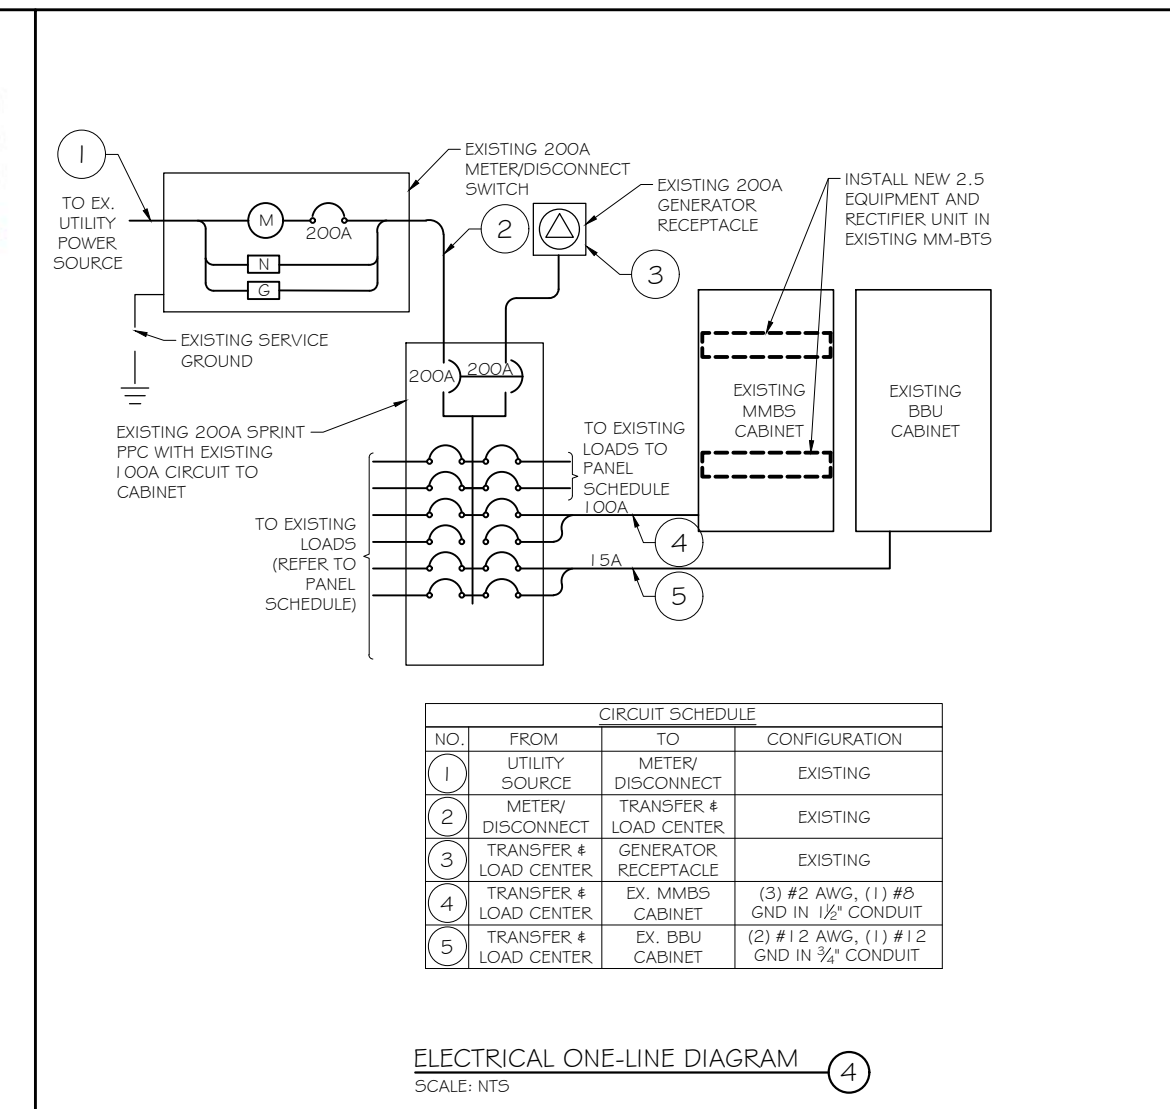 1
TO EX.
UTILITY
POWER
SOURCE
M
200A
N
G
EXISTING 200A
METER/DISCONNECT
SWITCH
2
EXISTING 200A
GENERATOR
RECEPTACLE
3
INSTALL NEW 2.5
EQUIPMENT AND
RECTIFIER UNIT IN
EXISTING MM-BTS
EXISTING SERVICE
GROUND
200A
200A
EXISTING
MMBS
CABINET
EXISTING
BBU
CABINET
EXISTING 200A SPRINT
PPC WITH EXISTING
100A CIRCUIT TO
CABINET
TO EXISTING
LOADS TO
PANEL
SCHEDULE
100A
4
TO EXISTING
LOADS
(REFER TO
PANEL
SCHEDULE)
15A
5
CIRCUIT SCHEDULE
NO. FROM TO CONFIGURATION
1 UTILITY SOURCE METER/ DISCONNECT EXISTING
2 METER/ DISCONNECT TRANSFER & LOAD CENTER EXISTING
3 TRANSFER & LOAD CENTER GENERATOR RECEPTACLE EXISTING
4 TRANSFER & LOAD CENTER EX. MMBS CABINET (3) #2 AWG, (1) #8 GND IN 1½" CONDUIT
5 TRANSFER & LOAD CENTER EX. BBU CABINET (2) #12 AWG, (1) #12 GND IN ¾" CONDUIT
ELECTRICAL ONE-LINE DIAGRAM 4
SCALE: NTS